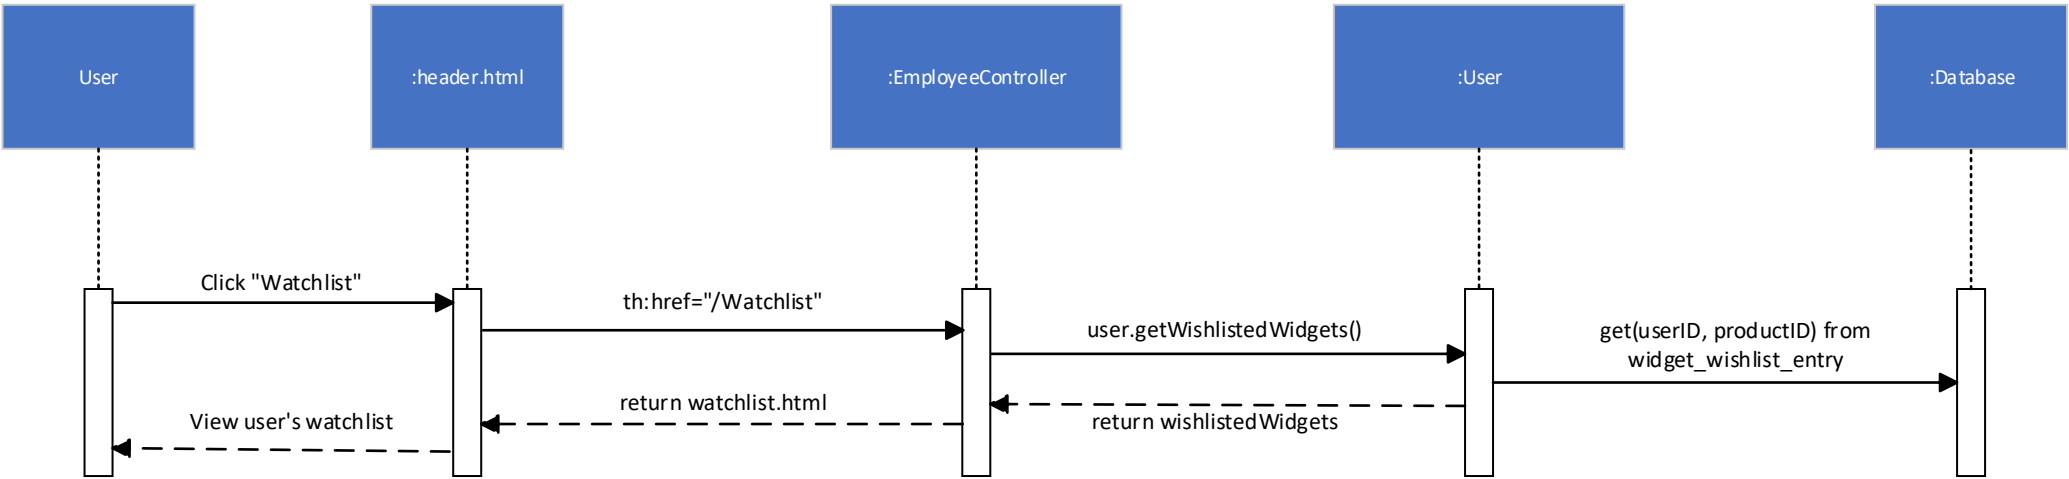 User
:header.html
:EmployeeController
:User
:Database
Click "Watchlist"
th:href="/Watchlist"
user.getWishlistedWidgets()
get(userID, productID) from
widget_wishlist_entry
return wishlistedWidgets
return watchlist.html
View user's watchlist